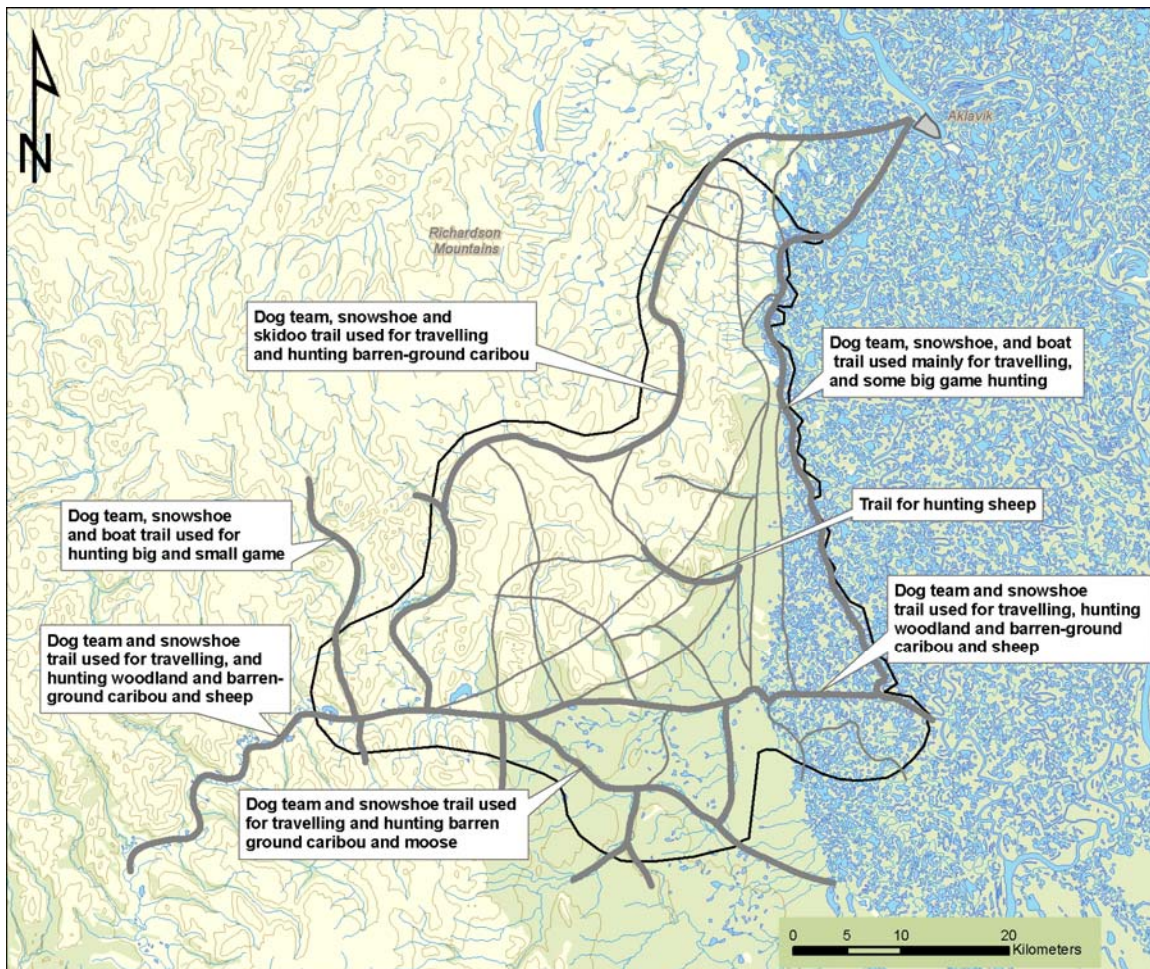 N
Aklavik
Richardson
Mountains
Dog team, snowshoe and
skidoo trail used for travelling
and hunting barren-ground caribou
Dog team, snowshoe, and boat
trail used mainly for travelling,
and some big game hunting
Trail for hunting sheep
Dog team, snowshoe
and boat trail used for
hunting big and small game
Dog team and snowshoe
trail used for travelling, hunting
woodland and barren-ground
caribou and sheep
Dog team and snowshoe
trail used for travelling, and
hunting woodland and barren-
ground caribou and sheep
Dog team and snowshoe trail used
for travelling and hunting barren
ground caribou and moose
0 5 10 20
Kilometers